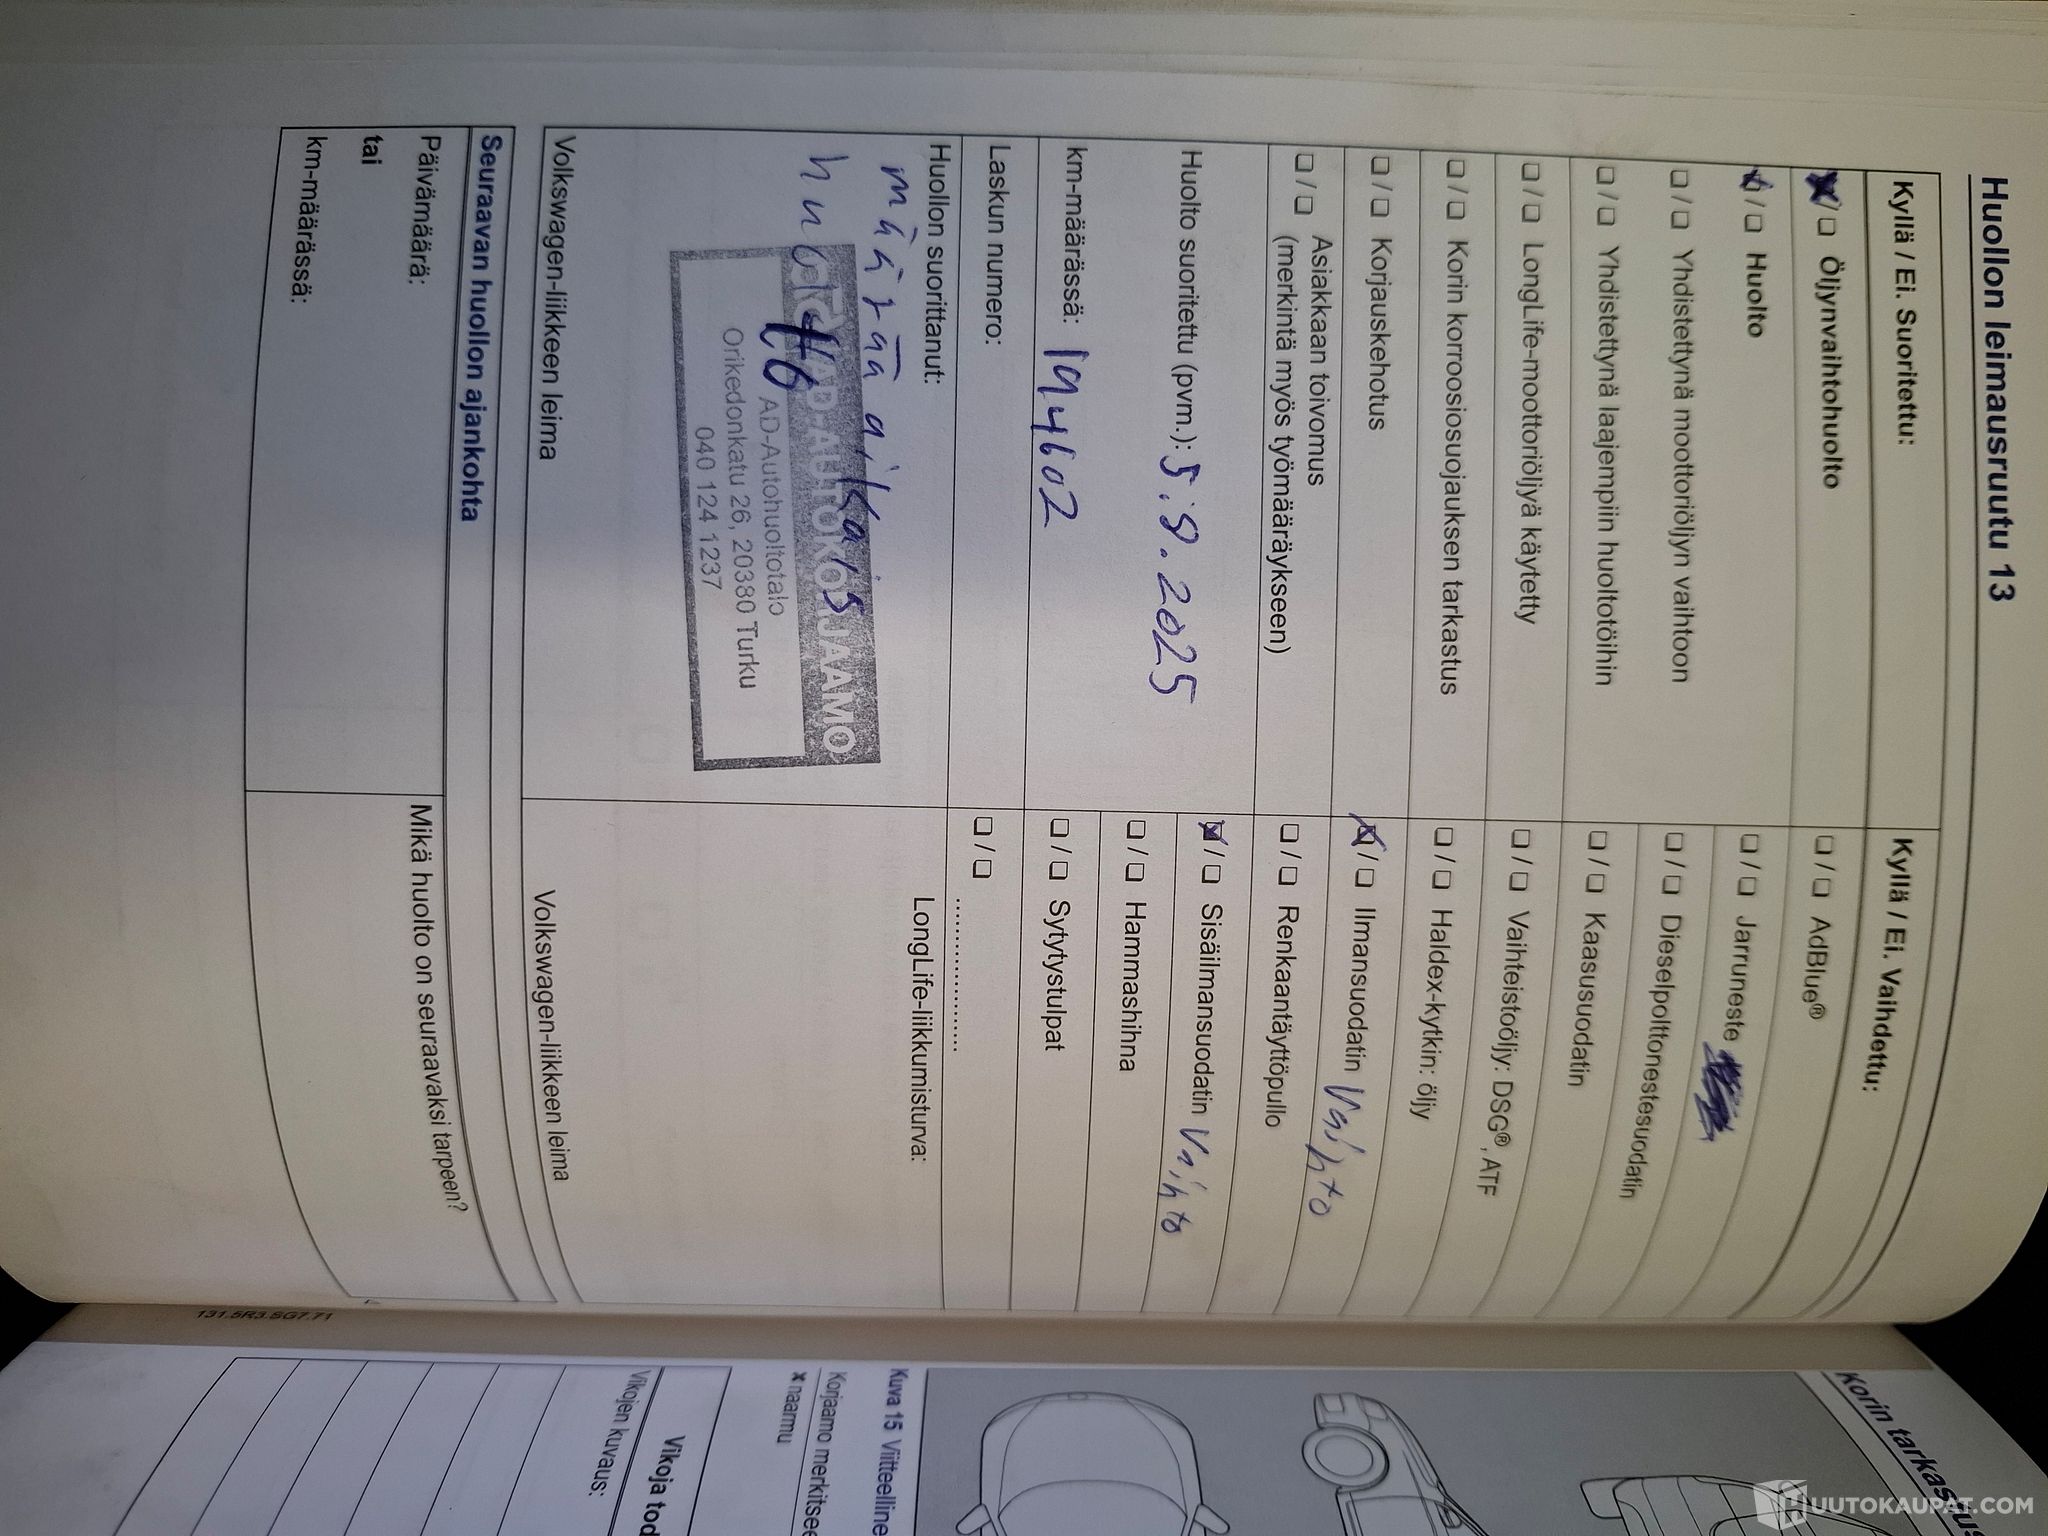 Huollon leimausruutu 13
Kyllä / Ei. Suoritettu:
❏ / ❏ Öljynvaihtohuolto
❏ / ❏ Huolto
❏ / ❏ Yhdistettynä moottoriöljyn vaihtoon
❏ / ❏ Yhdistettynä laajempiin huoltotöihin
❏ / ❏ LongLife-moottoriöljyä käytetty
❏ / ❏ Korin korroosiosuojauksen tarkastus
❏ / ❏ Korjauskehotus
❏ / ❏ Asiakkaan toivomus
(merkintä myös työmääräykseen)
Huolto suoritettu (pvm.): 5.9.2025
km-määrässä: 194602
Laskun numero:
Huollon suorittanut:
määräaikais
huolto
AD-AUTOKORJAAMO
AD-Autohuoltotalo
Orikedonkatu 26, 20380 Turku
040 124 1237
Volkswagen-liikkeen leima
Kyllä / Ei. Vaihdettu:
❏ / ❏ AdBlue®
❏ / ❏ Jarruneste
❏ / ❏ Dieselpolttonestesuodatin
❏ / ❏ Kaasusuodatin
❏ / ❏ Vaihteistoöljy: DSG®, ATF
❏ / ❏ Haldex-kytkin: öljy
❏ / ❏ Ilmansuodatin Vaihto
❏ / ❏ Renkaantäyttöpullo
❏ / ❏ Sisäilmansuodatin Vaihto
❏ / ❏ Hammashihna
❏ / ❏ Sytytystulpat
❏ / ❏ ......................
LongLife-liikkumisturva:
Volkswagen-liikkeen leima
Seuraavan huollon ajankohta
Päivämäärä:
tai
km-määrässä:
Mikä huolto on seuraavaksi tarpeen?
131.5R3.SG7.71
Korin tarkastus
Kuva 15 Viitteelline
Korjaamo merkitsee
x naarmu
Vikoja tod
Vikojen kuvaus:
HUUTOKAUPAT.COM